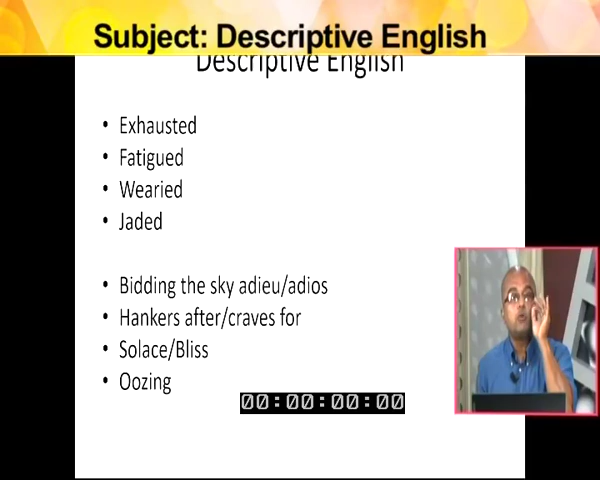 Subject: Descriptive English
Descriptive English
• Exhausted
• Fatigued
• Wearied
• Jaded
• Bidding the sky adieu/adios
• Hankers after/craves for
• Solace/Bliss
• Oozing
00:00:00:00